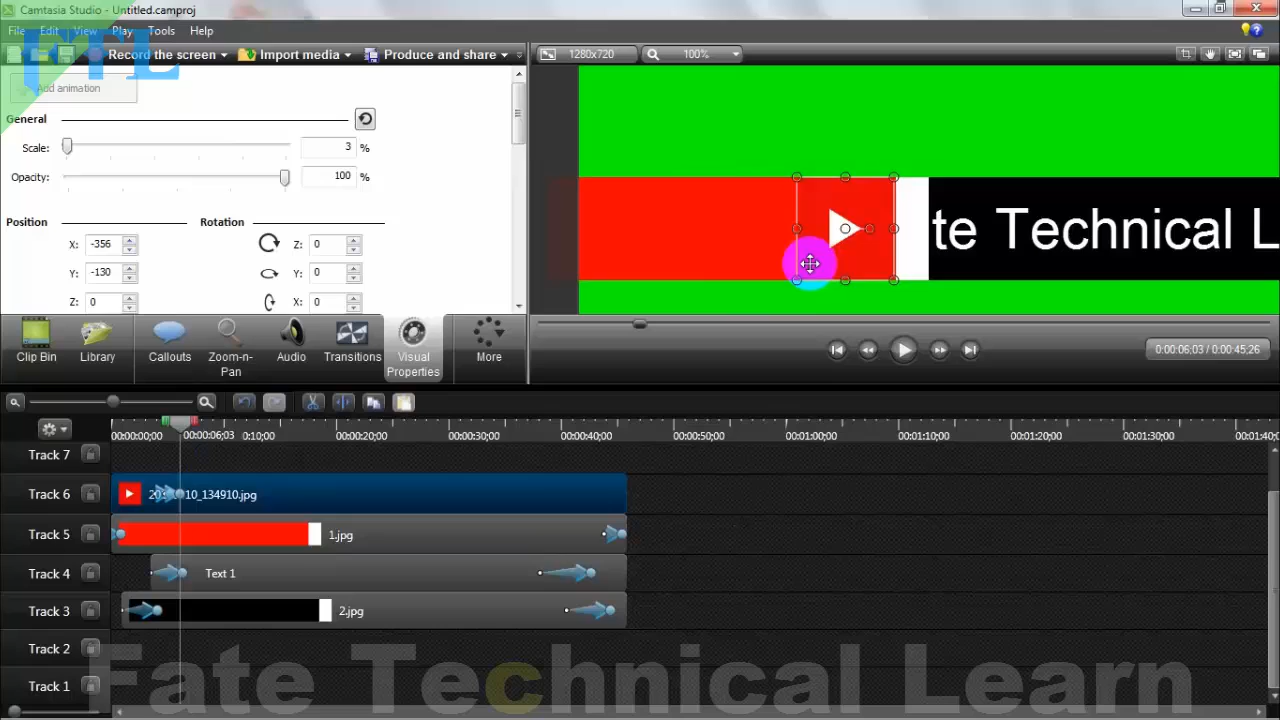 Camtasia Studio - Untitled.camproj
File Edit View Play Tools Help
FTL
Record the screen Import media Produce and share
1280x720 100%
Add animation
General
Scale: 3 %
Opacity: 100 %
Position Rotation
X: -356 Z: 0
Y: -130 Y: 0
Z: 0 X: 0
te Technical L
Clip Bin Library Callouts Zoom-n-Pan Audio Transitions Visual Properties More
0:00:06;03 / 0:00:45;26
00:00:00;00 00:00:06;03 0:10;00 00:00:20;00 00:00:30;00 00:00:40;00 00:00:50;00 00:01:00;00 00:01:10;00 00:01:20;00 00:01:30;00 00:01:40;0
Track 7
Track 6 10_134910.jpg
Track 5 1.jpg
Track 4 Text 1
Track 3 2.jpg
Track 2
Track 1
Fate Technical Learn